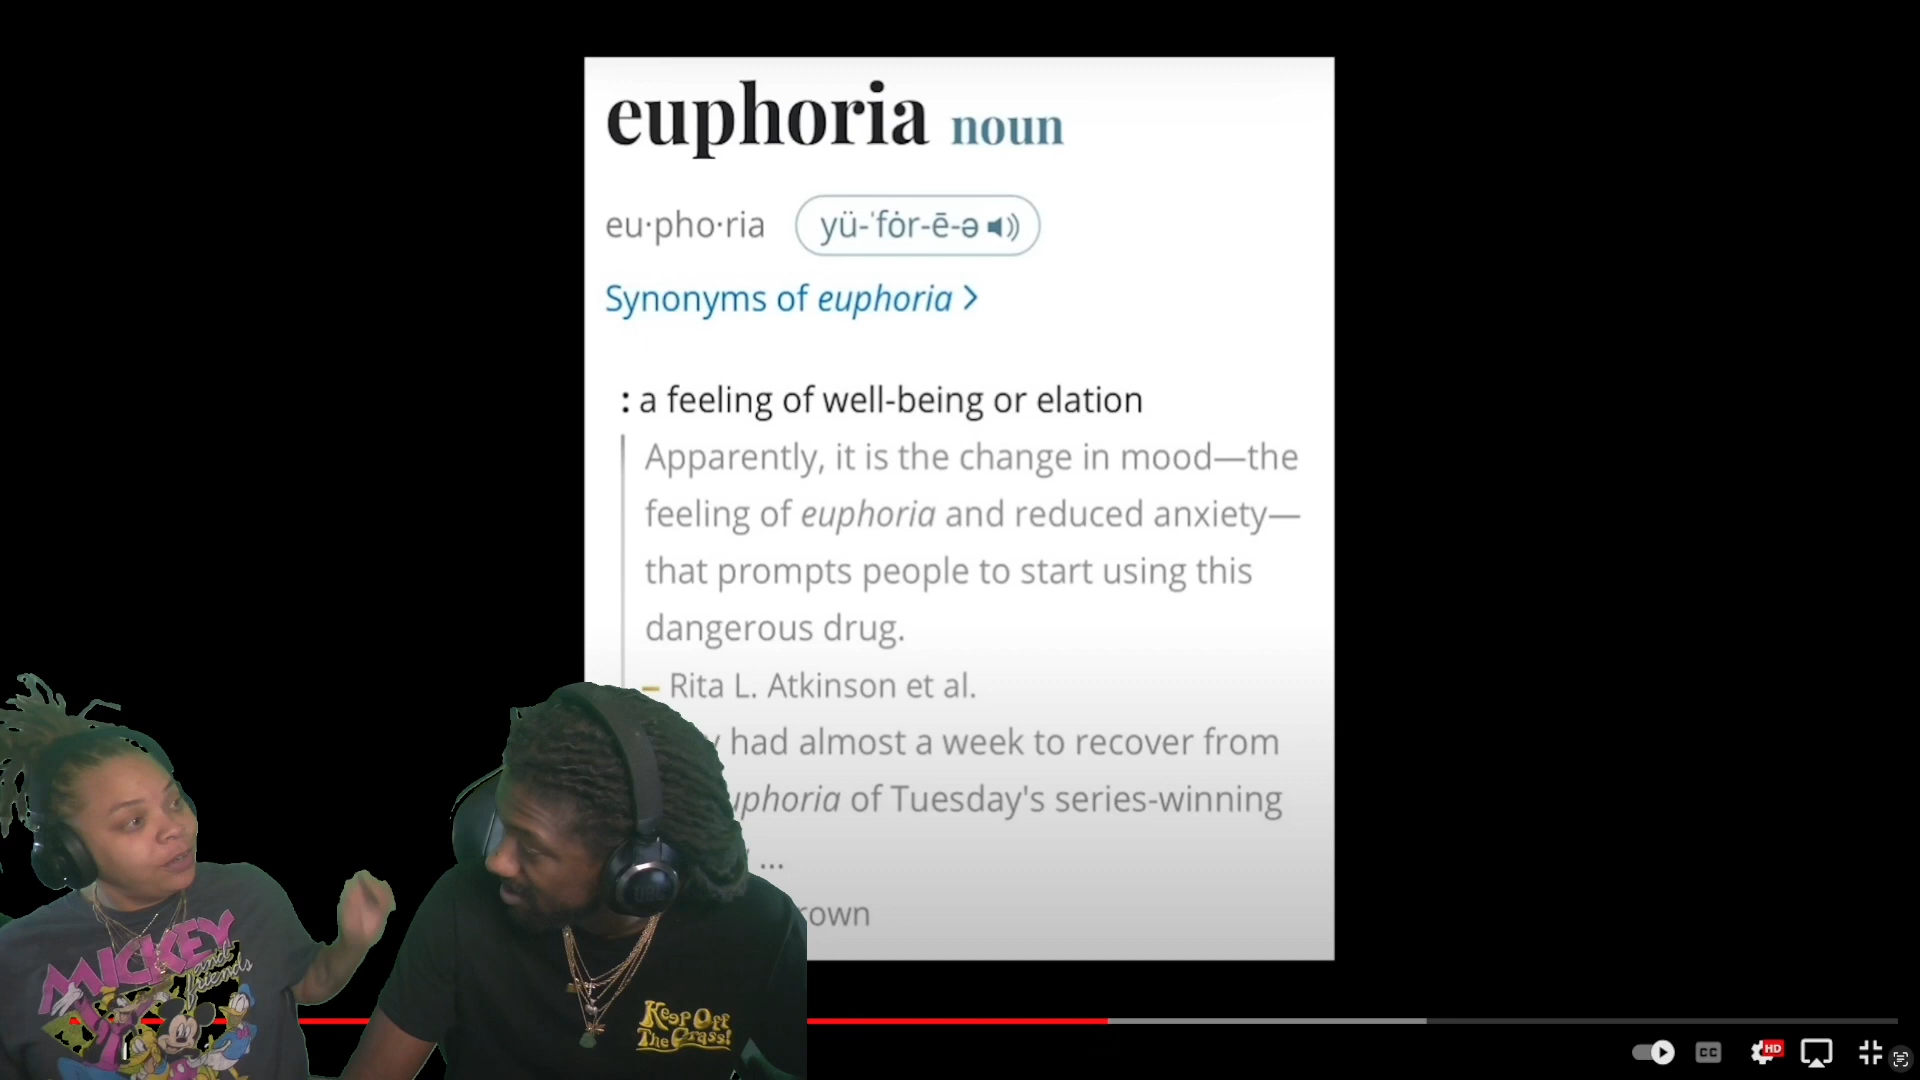 euphoria noun
eu·pho·ria yü-ˈfȯr-ē-ə
Synonyms of euphoria >
: a feeling of well-being or elation
Apparently, it is the change in mood—the
feeling of euphoria and reduced anxiety—
that prompts people to start using this
dangerous drug.
– Rita L. Atkinson et al.
had almost a week to recover from
of Tuesday's series-winning
...
MICKEY
and
friends
Keep Off
The Grass!
CC
HD